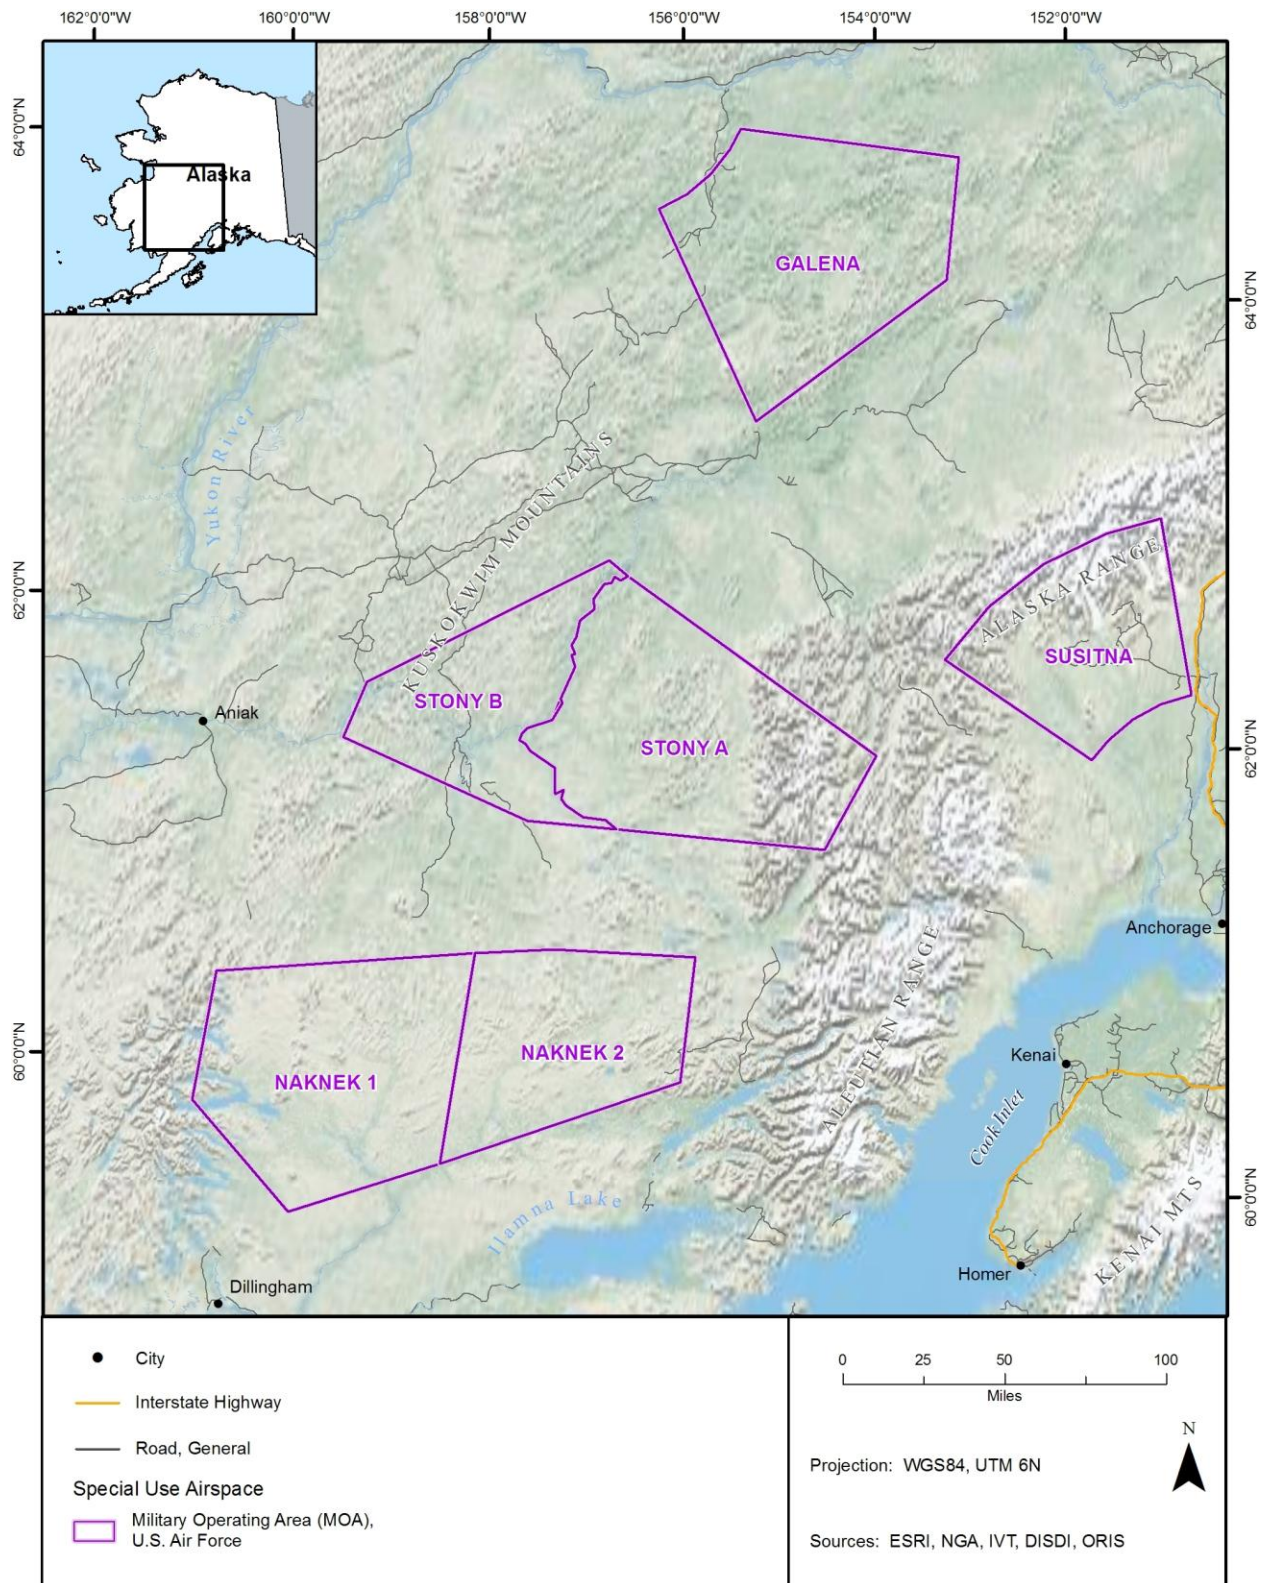 162°0'0"W 160°0'0"W 158°0'0"W 156°0'0"W 154°0'0"W 152°0'0"W
64°0'0"N
Alaska
GALENA
64°0'0"N
Yukon River
KUSKOKWIM MOUNTAINS
62°0'0"N
ALASKA RANGE
SUSITNA
STONY B
Aniak
STONY A
62°0'0"N
Anchorage
ALEUTIAN RANGE
NAKNEK 2
60°0'0"N
Kenai
NAKNEK 1
Cook Inlet
Ilamna Lake
60°0'0"N
KENAI MTS
Homer
Dillingham
City
Interstate Highway
Road, General
Special Use Airspace
Military Operating Area (MOA),
U.S. Air Force
0 25 50 100
Miles
N
Projection: WGS84, UTM 6N
Sources: ESRI, NGA, IVT, DISDI, ORIS